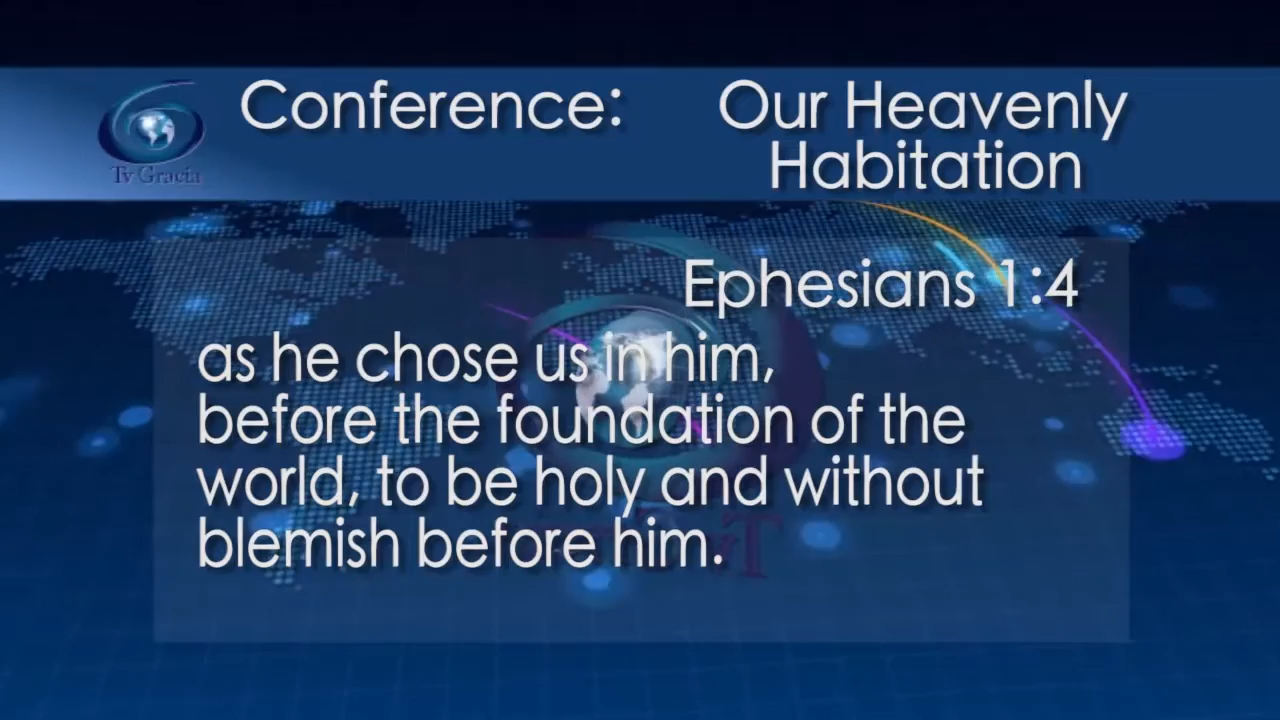 Conference:
Our Heavenly
Habitation
Tv Gracia
Ephesians 1:4
as he chose us in him,
before the foundation of the
world, to be holy and without
blemish before him.